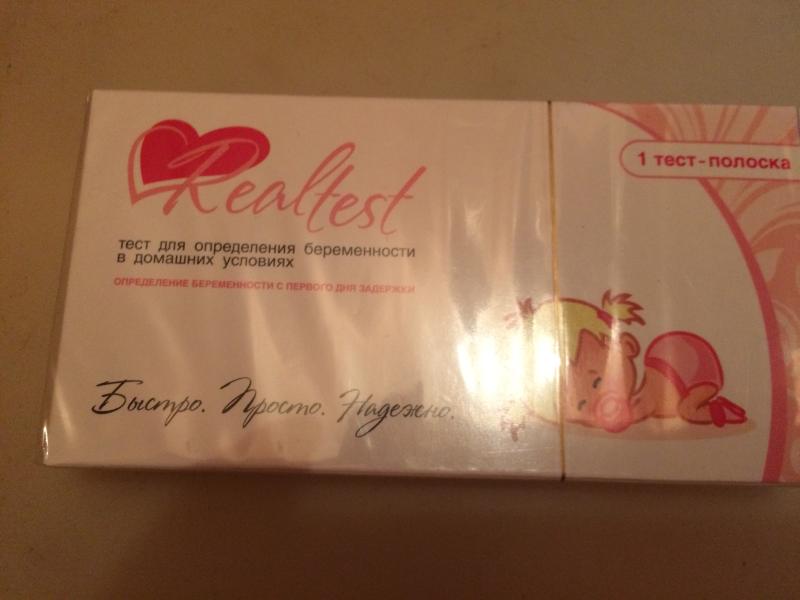 Realtest
1 тест-полоска
тест для определения беременности
в домашних условиях
ОПРЕДЕЛЕНИЕ БЕРЕМЕННОСТИ С ПЕРВОГО ДНЯ ЗАДЕРЖКИ
Быстро. Просто. Надежно.